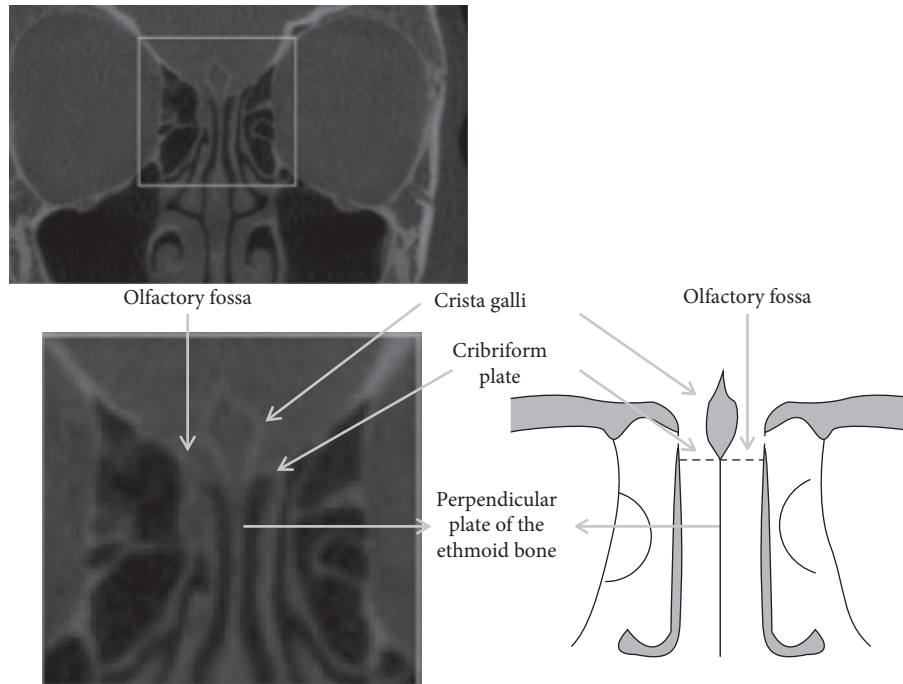 Olfactory fossa
Crista galli
Olfactory fossa
Cribriform
plate
Perpendicular
plate of the
ethmoid bone